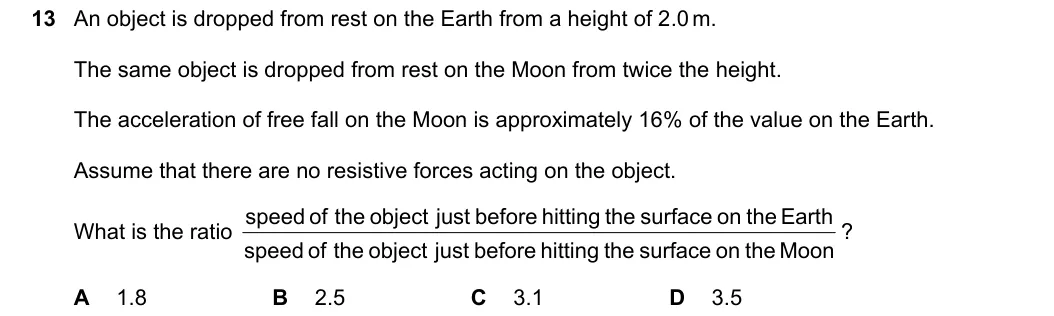 13 An object is dropped from rest on the Earth from a height of 2.0 m.
The same object is dropped from rest on the Moon from twice the height.
The acceleration of free fall on the Moon is approximately 16% of the value on the Earth.
Assume that there are no resistive forces acting on the object.
What is the ratio speed of the object just before hitting the surface on the Earth / speed of the object just before hitting the surface on the Moon ?
A 1.8 B 2.5 C 3.1 D 3.5